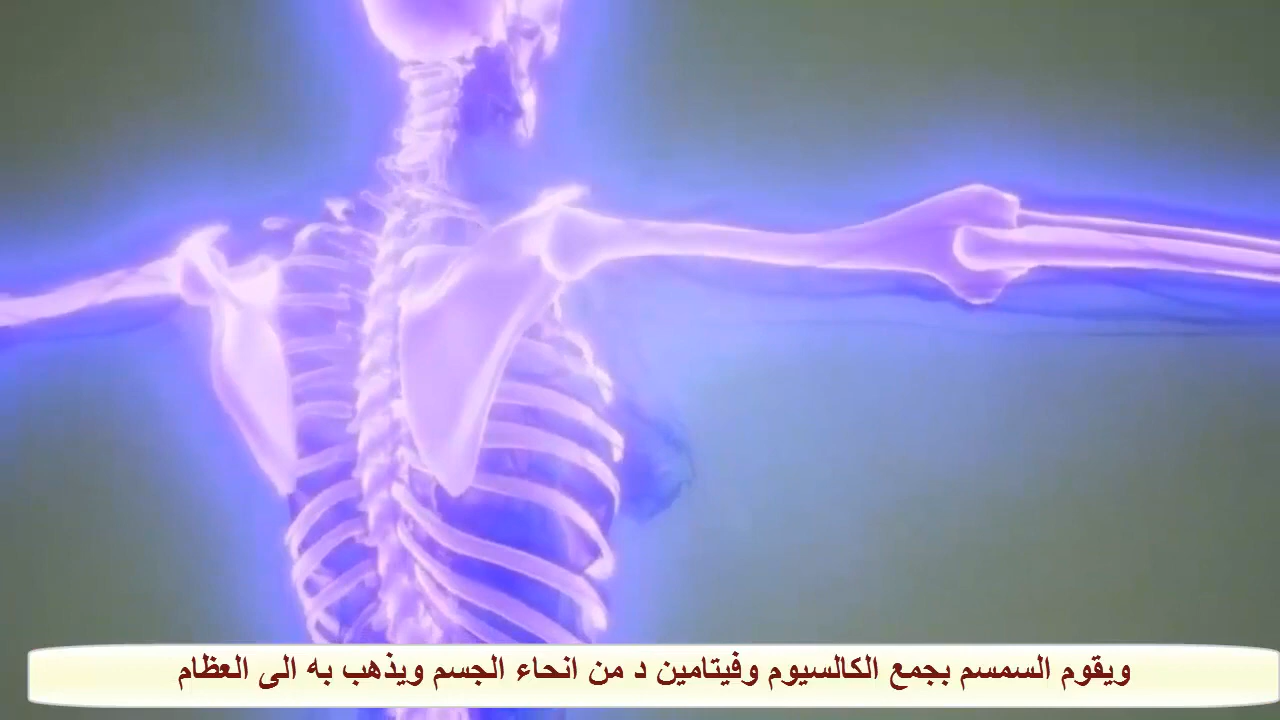 ويقوم السمسم بجمع الكالسيوم وفيتامين د من انحاء الجسم ويذهب به الى العظام